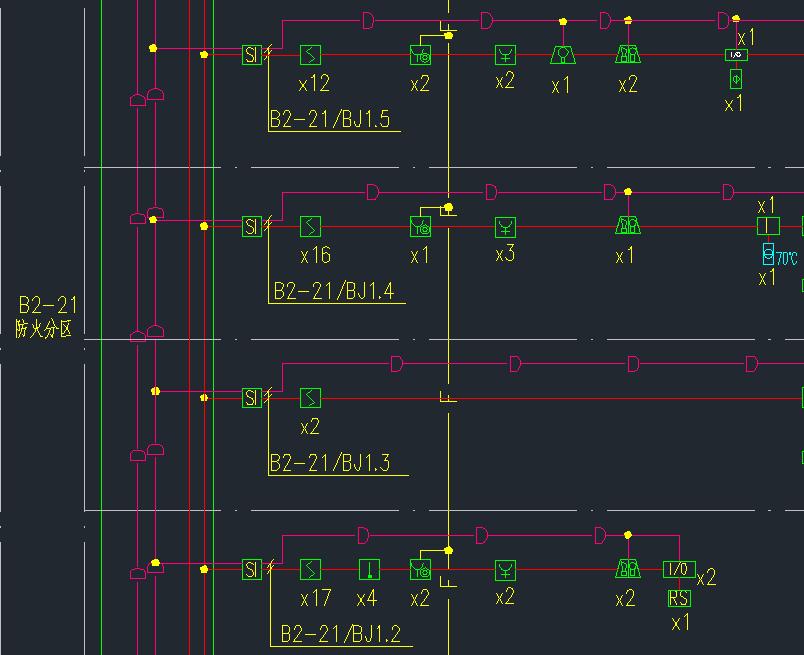 x1
SI I/O
x12 x2 x2 x1 x2 x1
B2-21/BJ1.5
x1
SI
x16 x1 x3 x1 70℃
x1
B2-21/BJ1.4
B2-21
防火分区
SI
x2
B2-21/BJ1.3
SI I/O x2
x17 x4 x2 x2 x2 RS
x1
B2-21/BJ1.2